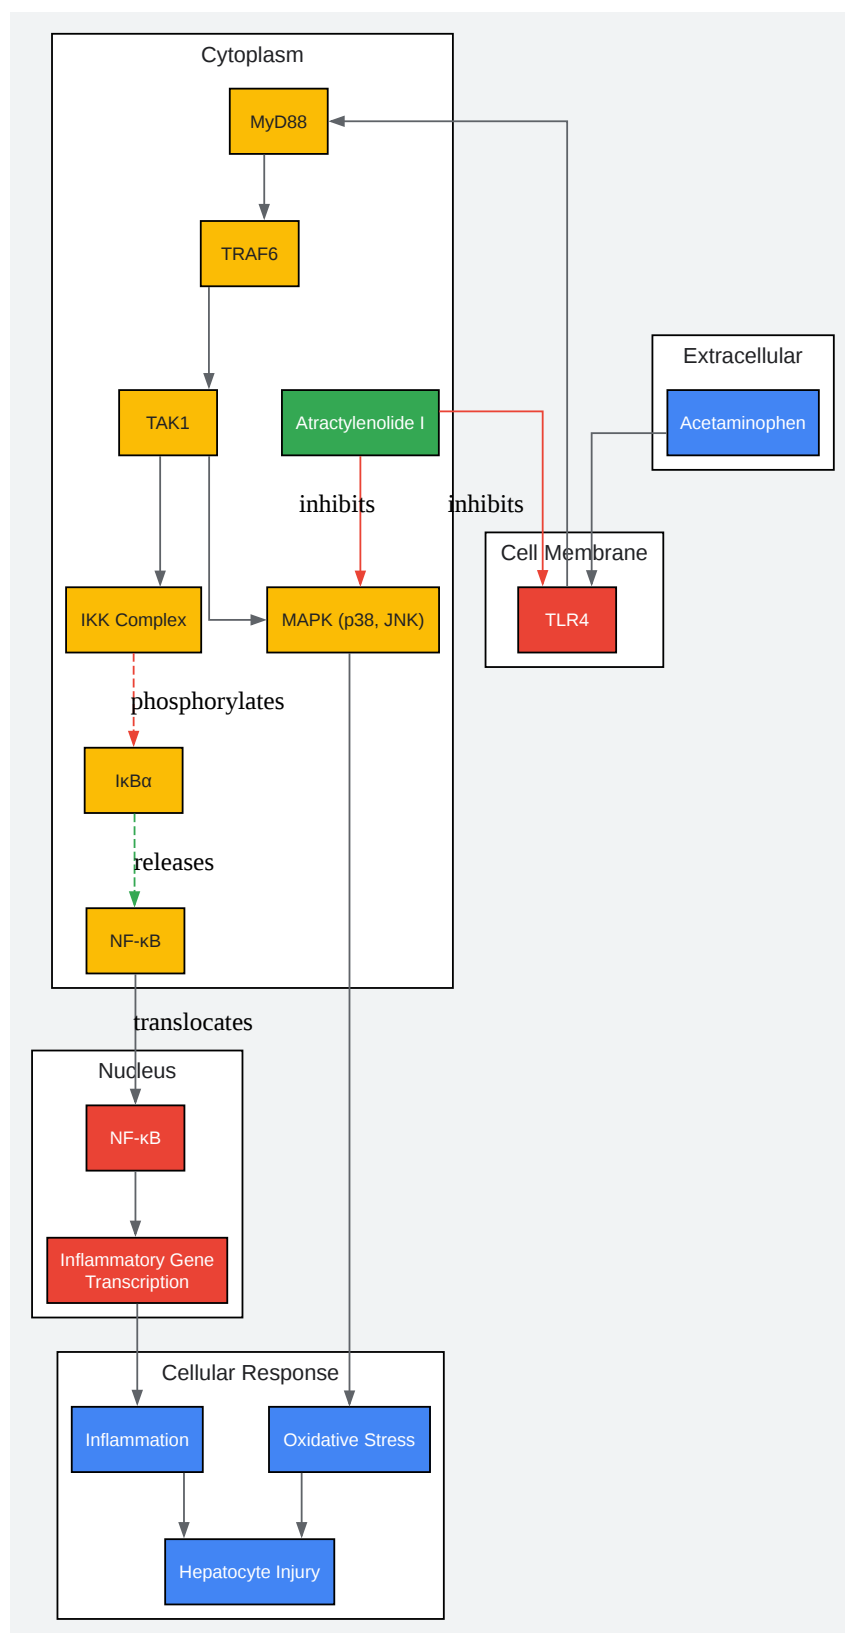 Cytoplasm
MyD88
TRAF6
Extracellular
TAK1
Atractylenolide I
Acetaminophen
inhibits
inhibits
Cell Membrane
IKK Complex
MAPK (p38, JNK)
TLR4
phosphorylates
IκBα
releases
NF-κB
translocates
Nucleus
NF-κB
Inflammatory Gene
Transcription
Cellular Response
Inflammation
Oxidative Stress
Hepatocyte Injury